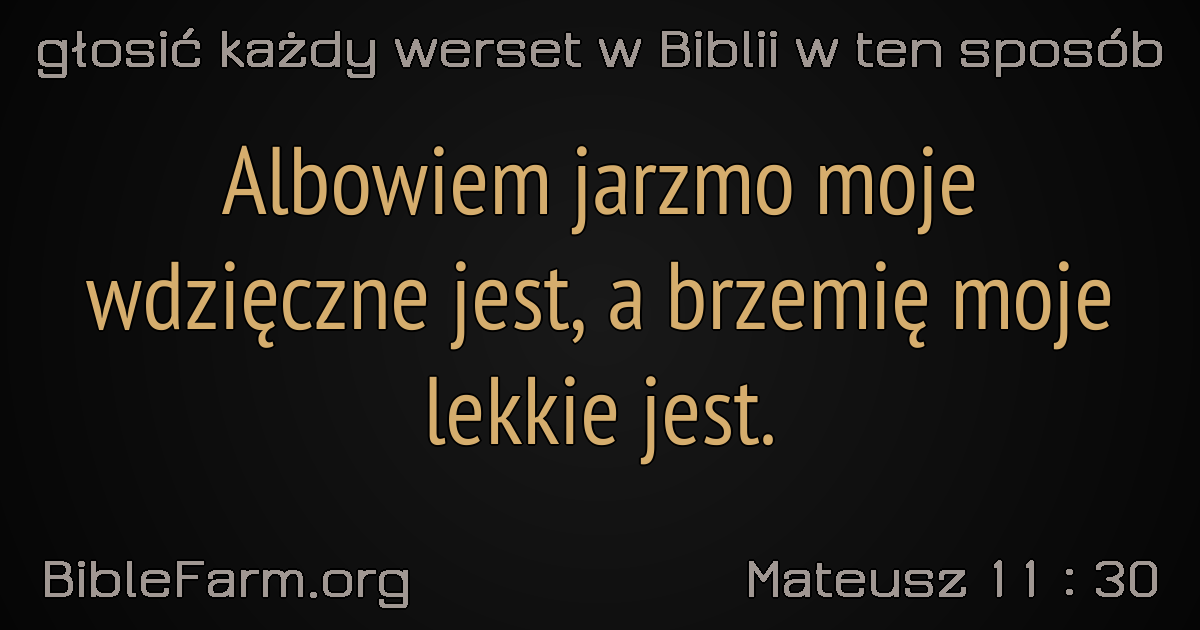 głosić każdy werset w Biblii w ten sposób
Albowiem jarzmo moje
wdzięczne jest, a brzemię moje
lekkie jest.
BibleFarm.org
Mateusz 11 : 30